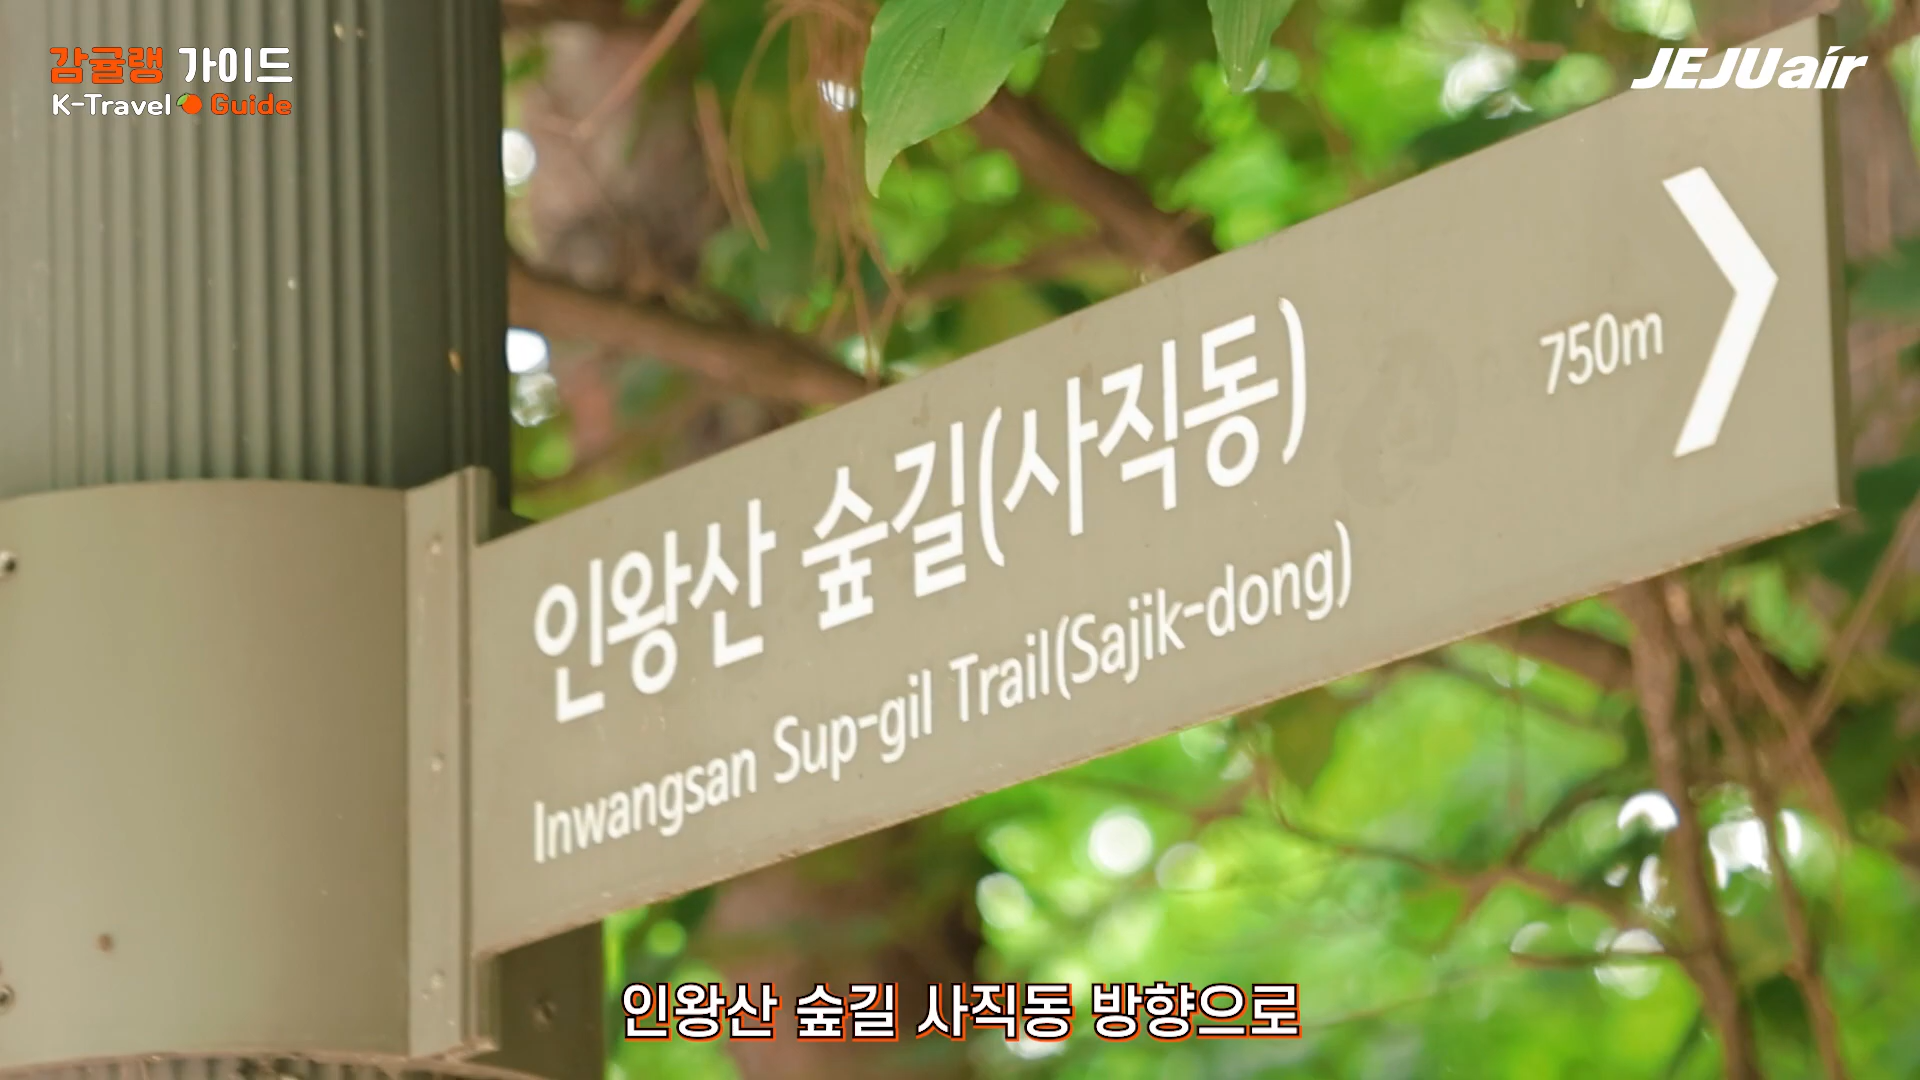 감귤랭 가이드
K-Travel Guide
JEJUair
인왕산 숲길(사직동)
750m
Inwangsan Sup-gil Trail(Sajik-dong)
인왕산 숲길 사직동 방향으로